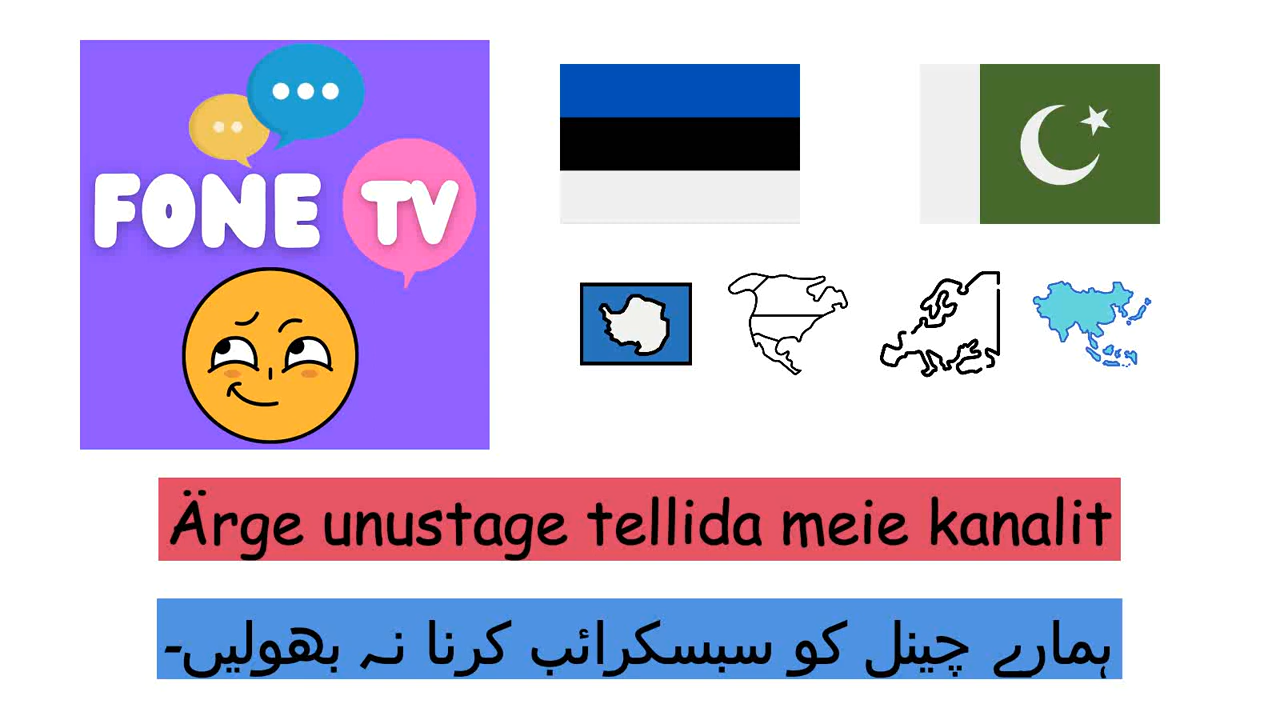 FONE TV
Ärge unustage tellida meie kanalit
ہمارے چینل کو سبسکرائب کرنا نہ بھولیں۔